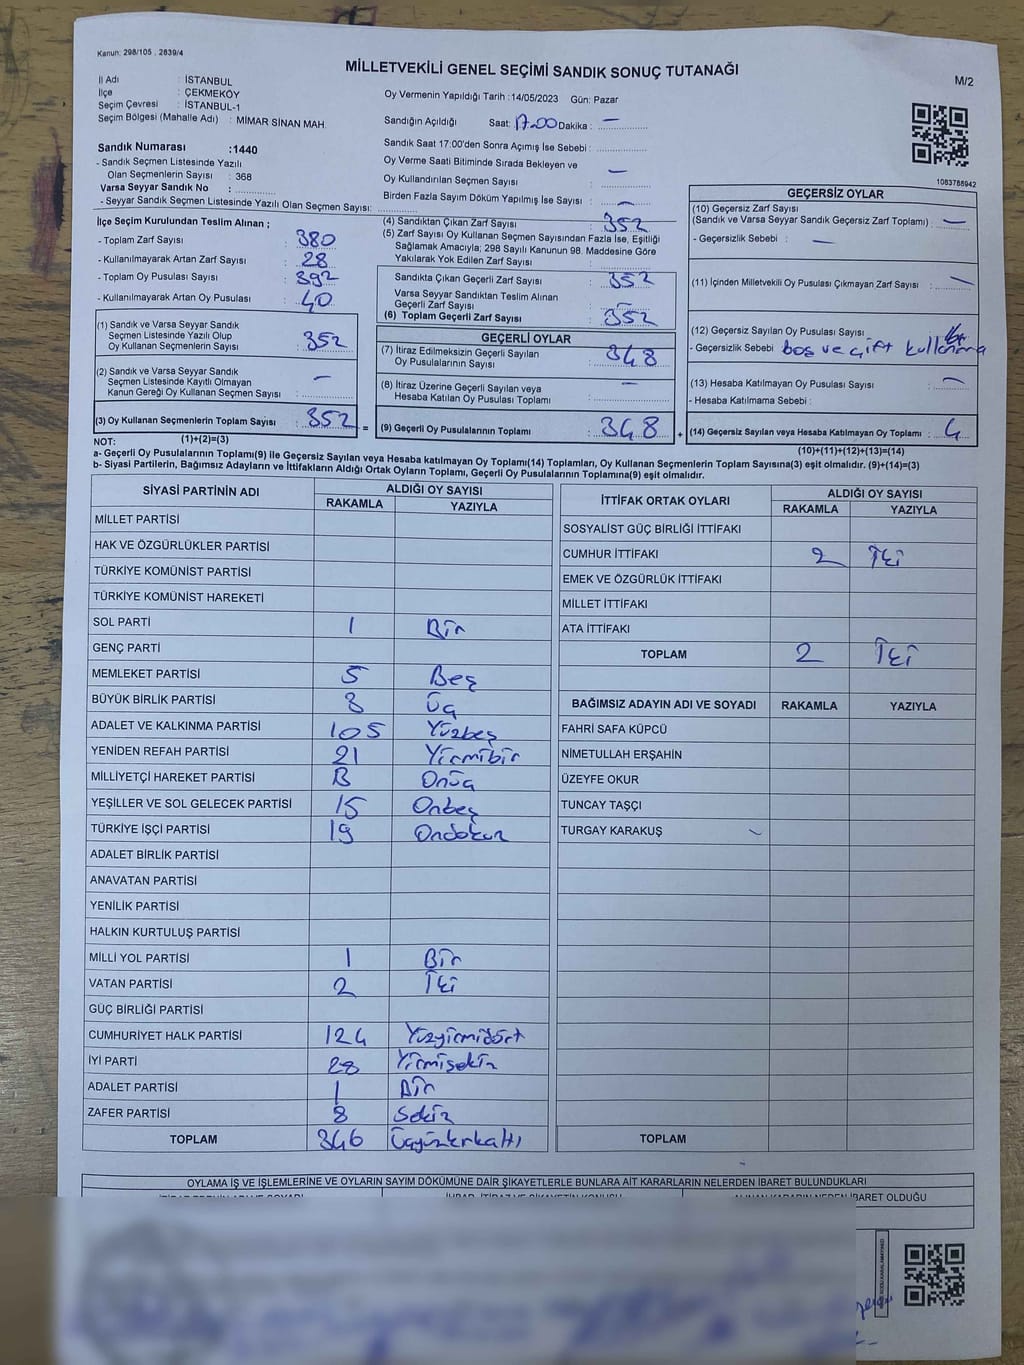 Kanun: 298/105 , 2839/4
MİLLETVEKİLİ GENEL SEÇİMİ SANDIK SONUÇ TUTANAĞI
M/2
İl Adı : İSTANBUL
İlçe : ÇEKMEKÖY
Seçim Çevresi : İSTANBUL-1
Seçim Bölgesi (Mahalle Adı) : MİMAR SİNAN MAH.
Sandık Numarası :1440
- Sandık Seçmen Listesinde Yazılı
Olan Seçmenlerin Sayısı : 368
Varsa Seyyar Sandık No :
- Seyyar Sandık Seçmen Listesinde Yazılı Olan Seçmen Sayısı:
Oy Vermenin Yapıldığı Tarih :14/05/2023 Gün: Pazar
Sandığın Açıldığı Saat: 17.00 Dakika : —
Sandık Saat 17:00'den Sonra Açımış İse Sebebi :
Oy Verme Saati Bitiminde Sırada Bekleyen ve
Oy Kullandırılan Seçmen Sayısı : —
Birden Fazla Sayım Döküm Yapılmış İse Sayısı : —
1083788942
İlçe Seçim Kurulundan Teslim Alınan ;
- Toplam Zarf Sayısı : 380
- Kullanılmayarak Artan Zarf Sayısı : 28
- Toplam Oy Pusulası Sayısı : 392
- Kullanılmayarak Artan Oy Pusulası : 40
(1) Sandık ve Varsa Seyyar Sandık
Seçmen Listesinde Yazılı Olup
Oy Kullanan Seçmenlerin Sayısı : 352
(2) Sandık ve Varsa Seyyar Sandık
Seçmen Listesinde Kayıtlı Olmayan
Kanun Gereği Oy Kullanan Seçmen Sayısı : —
(3) Oy Kullanan Seçmenlerin Toplam Sayısı : 352 =
(1)+(2)=(3)
(4) Sandıktan Çıkan Zarf Sayısı : 352
(5) Zarf Sayısı Oy Kullanan Seçmen Sayısından Fazla İse, Eşitliği
Sağlamak Amacıyla; 298 Sayılı Kanunun 98. Maddesine Göre
Yakılarak Yok Edilen Zarf Sayısı :
Sandıkta Çıkan Geçerli Zarf Sayısı : 352
Varsa Seyyar Sandıktan Teslim Alınan
Geçerli Zarf Sayısı : —
(6) Toplam Geçerli Zarf Sayısı : 352
GEÇERLİ OYLAR
(7) İtiraz Edilmeksizin Geçerli Sayılan
Oy Pusulalarının Sayısı : 348
(8) İtiraz Üzerine Geçerli Sayılan veya
Hesaba Katılan Oy Pusulası Toplamı : —
(9) Geçerli Oy Pusulalarının Toplamı : 348 +
GEÇERSİZ OYLAR
(10) Geçersiz Zarf Sayısı
(Sandık ve Varsa Seyyar Sandık Geçersiz Zarf Toplamı) : —
- Geçersizlik Sebebi : —
(11) İçinden Milletvekili Oy Pusulası Çıkmayan Zarf Sayısı : —
(12) Geçersiz Sayılan Oy Pusulası Sayısı
- Geçersizlik Sebebi boş ve çift kullanma
(13) Hesaba Katılmayan Oy Pusulası Sayısı : —
- Hesaba Katılmama Sebebi :
(14) Geçersiz Sayılan veya Hesaba Katılmayan Oy Toplamı : 4
(10)+(11)+(12)+(13)=(14)
NOT:
a- Geçerli Oy Pusulalarının Toplamı(9) ile Geçersiz Sayılan veya Hesaba katılmayan Oy Toplamı(14) Toplamları, Oy Kullanan Seçmenlerin Toplam Sayısına(3) eşit olmalıdır. (9)+(14)=(3)
b- Siyasi Partilerin, Bağımsız Adayların ve İttifakların Aldığı Ortak Oyların Toplamı, Geçerli Oy Pusulalarının Toplamına(9) eşit olmalıdır.
SİYASİ PARTİNİN ADI ALDIĞI OY SAYISI
RAKAMLA YAZIYLA
MİLLET PARTİSİ
HAK VE ÖZGÜRLÜKLER PARTİSİ
TÜRKİYE KOMÜNİST PARTİSİ
TÜRKİYE KOMÜNİST HAREKETİ
SOL PARTİ 1 Bir
GENÇ PARTİ
MEMLEKET PARTİSİ 5 Beş
BÜYÜK BİRLİK PARTİSİ 3 Üç
ADALET VE KALKINMA PARTİSİ 105 Yüzbeş
YENİDEN REFAH PARTİSİ 21 Yirmibir
MİLLİYETÇİ HAREKET PARTİSİ 13 Onüç
YEŞİLLER VE SOL GELECEK PARTİSİ 15 Onbeş
TÜRKİYE İŞÇİ PARTİSİ 19 Ondokuz
ADALET BİRLİK PARTİSİ
ANAVATAN PARTİSİ
YENİLİK PARTİSİ
HALKIN KURTULUŞ PARTİSİ
MİLLİ YOL PARTİSİ 1 Bir
VATAN PARTİSİ 2 İki
GÜÇ BİRLİĞİ PARTİSİ
CUMHURİYET HALK PARTİSİ 124 Yüzyirmidört
İYİ PARTİ 28 Yirmisekiz
ADALET PARTİSİ 1 Bir
ZAFER PARTİSİ 8 Sekiz
TOPLAM 346 Üçyüzkırkaltı
İTTİFAK ORTAK OYLARI ALDIĞI OY SAYISI
RAKAMLA YAZIYLA
SOSYALİST GÜÇ BİRLİĞİ İTTİFAKI
CUMHUR İTTİFAKI 2 İki
EMEK VE ÖZGÜRLÜK İTTİFAKI
MİLLET İTTİFAKI
ATA İTTİFAKI
TOPLAM 2 İki
BAĞIMSIZ ADAYIN ADI VE SOYADI RAKAMLA YAZIYLA
FAHRİ SAFA KÜPCÜ
NİMETULLAH ERŞAHİN
ÜZEYFE OKUR
TUNCAY TAŞÇI
TURGAY KARAKUŞ
TOPLAM
OYLAMA İŞ VE İŞLEMLERİNE VE OYLARIN SAYIM DÖKÜMÜNE DAİR ŞİKAYETLERLE BUNLARA AİT KARARLARIN NELERDEN İBARET BULUNDUKLARI
ALINAN KARARIN NEDEN İBARET OLDUĞU